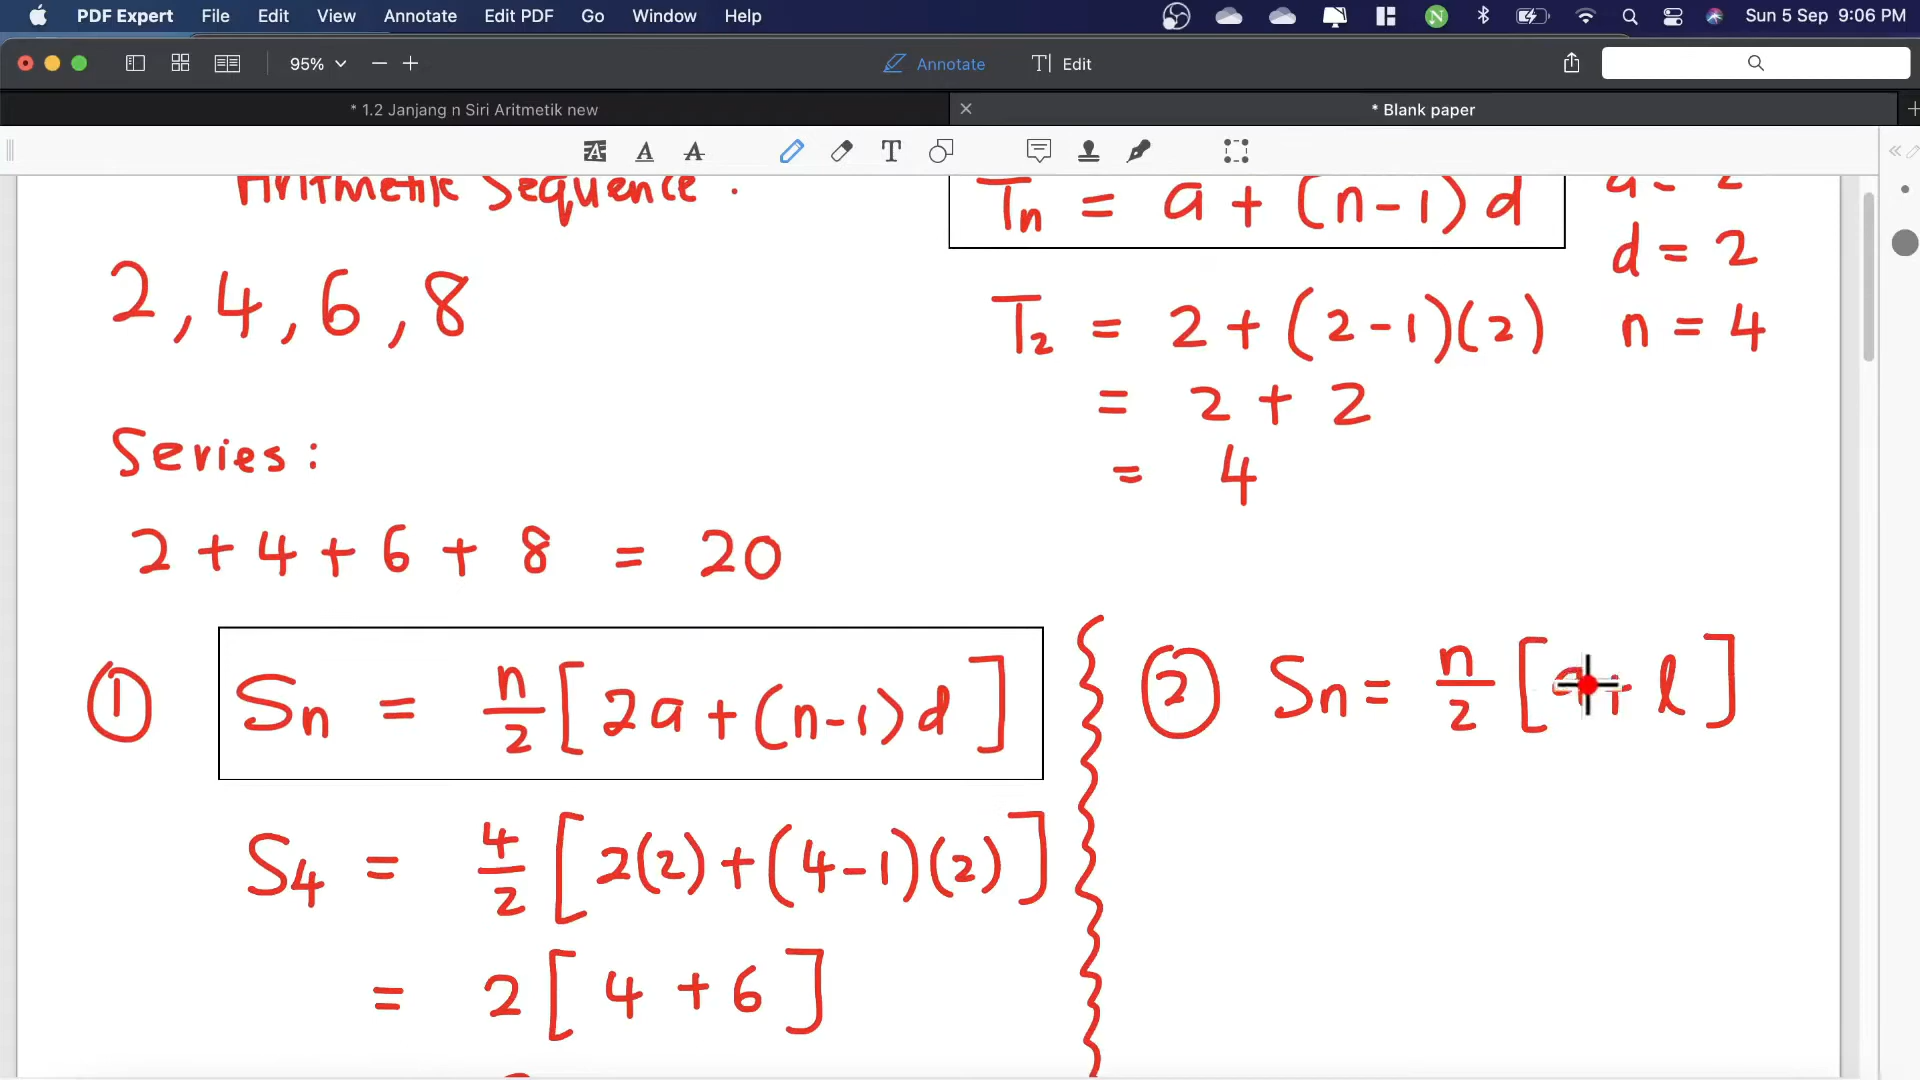 PDF Expert File Edit View Annotate Edit PDF Go Window Help Sun 5 Sep 9:06 PM
95% Annotate Edit
* 1.2 Janjang n Siri Aritmetik new
* Blank paper
Aritmetik Sequence .
2, 4, 6, 8
Series:
2 + 4 + 6 + 8 = 20
Tn = a + (n-1) d
a = 2
d = 2
n = 4
T2 = 2 + (2-1)(2)
= 2 + 2
= 4
① Sn = n/2 [2a + (n-1) d]
S4 = 4/2 [2(2) + (4-1)(2)]
= 2 [4 + 6]
② Sn = n/2 [a + l]